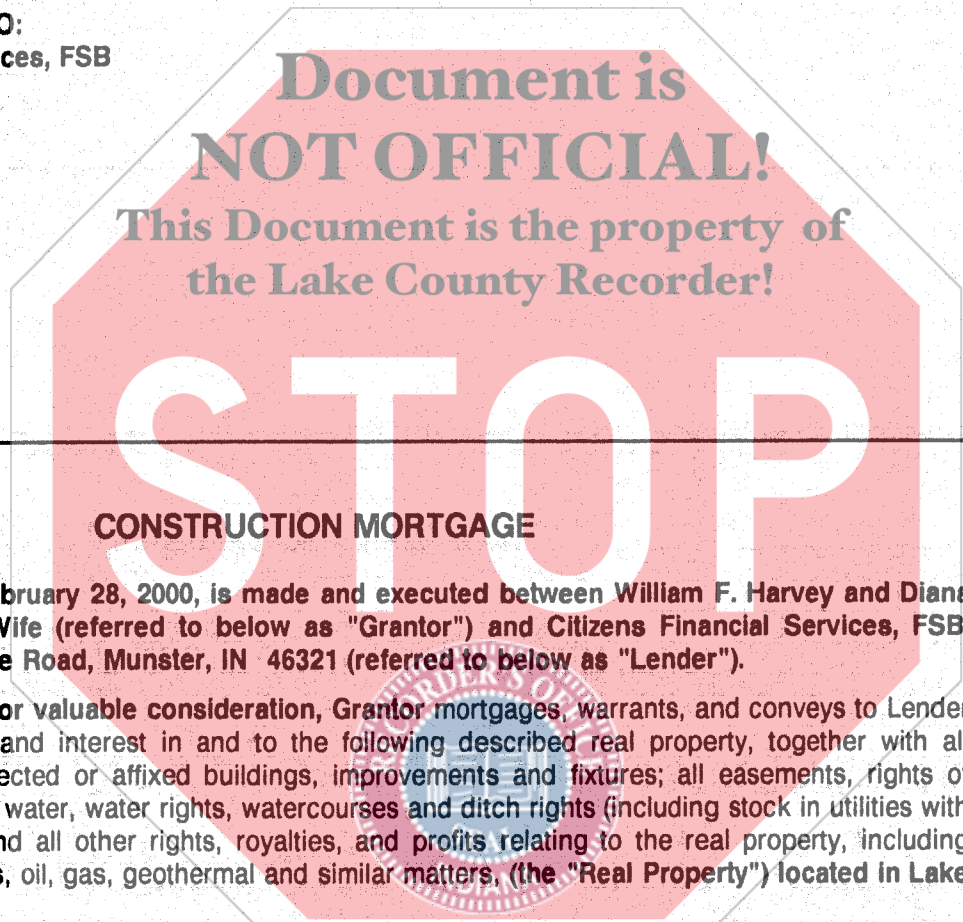 O:
ces, FSB
Document is
NOT OFFICIAL!
This Document is the property of
the Lake County Recorder!
STOP
CONSTRUCTION MORTGAGE
bruary 28, 2000, is made and executed between William F. Harvey and Diana
Wife (referred to below as "Grantor") and Citizens Financial Services, FSB
e Road, Munster, IN 46321 (referred to below as "Lender").
or valuable consideration, Grantor mortgages, warrants, and conveys to Lender
and interest in and to the following described real property, together with al
ected or affixed buildings, improvements and fixtures; all easements, rights o
water, water rights, watercourses and ditch rights (including stock in utilities with
nd all other rights, royalties, and profits relating to the real property, including
s, oil, gas, geothermal and similar matters, (the "Real Property") located in Lake
RECORDER'S OFFICE
SEAL
INDIANA